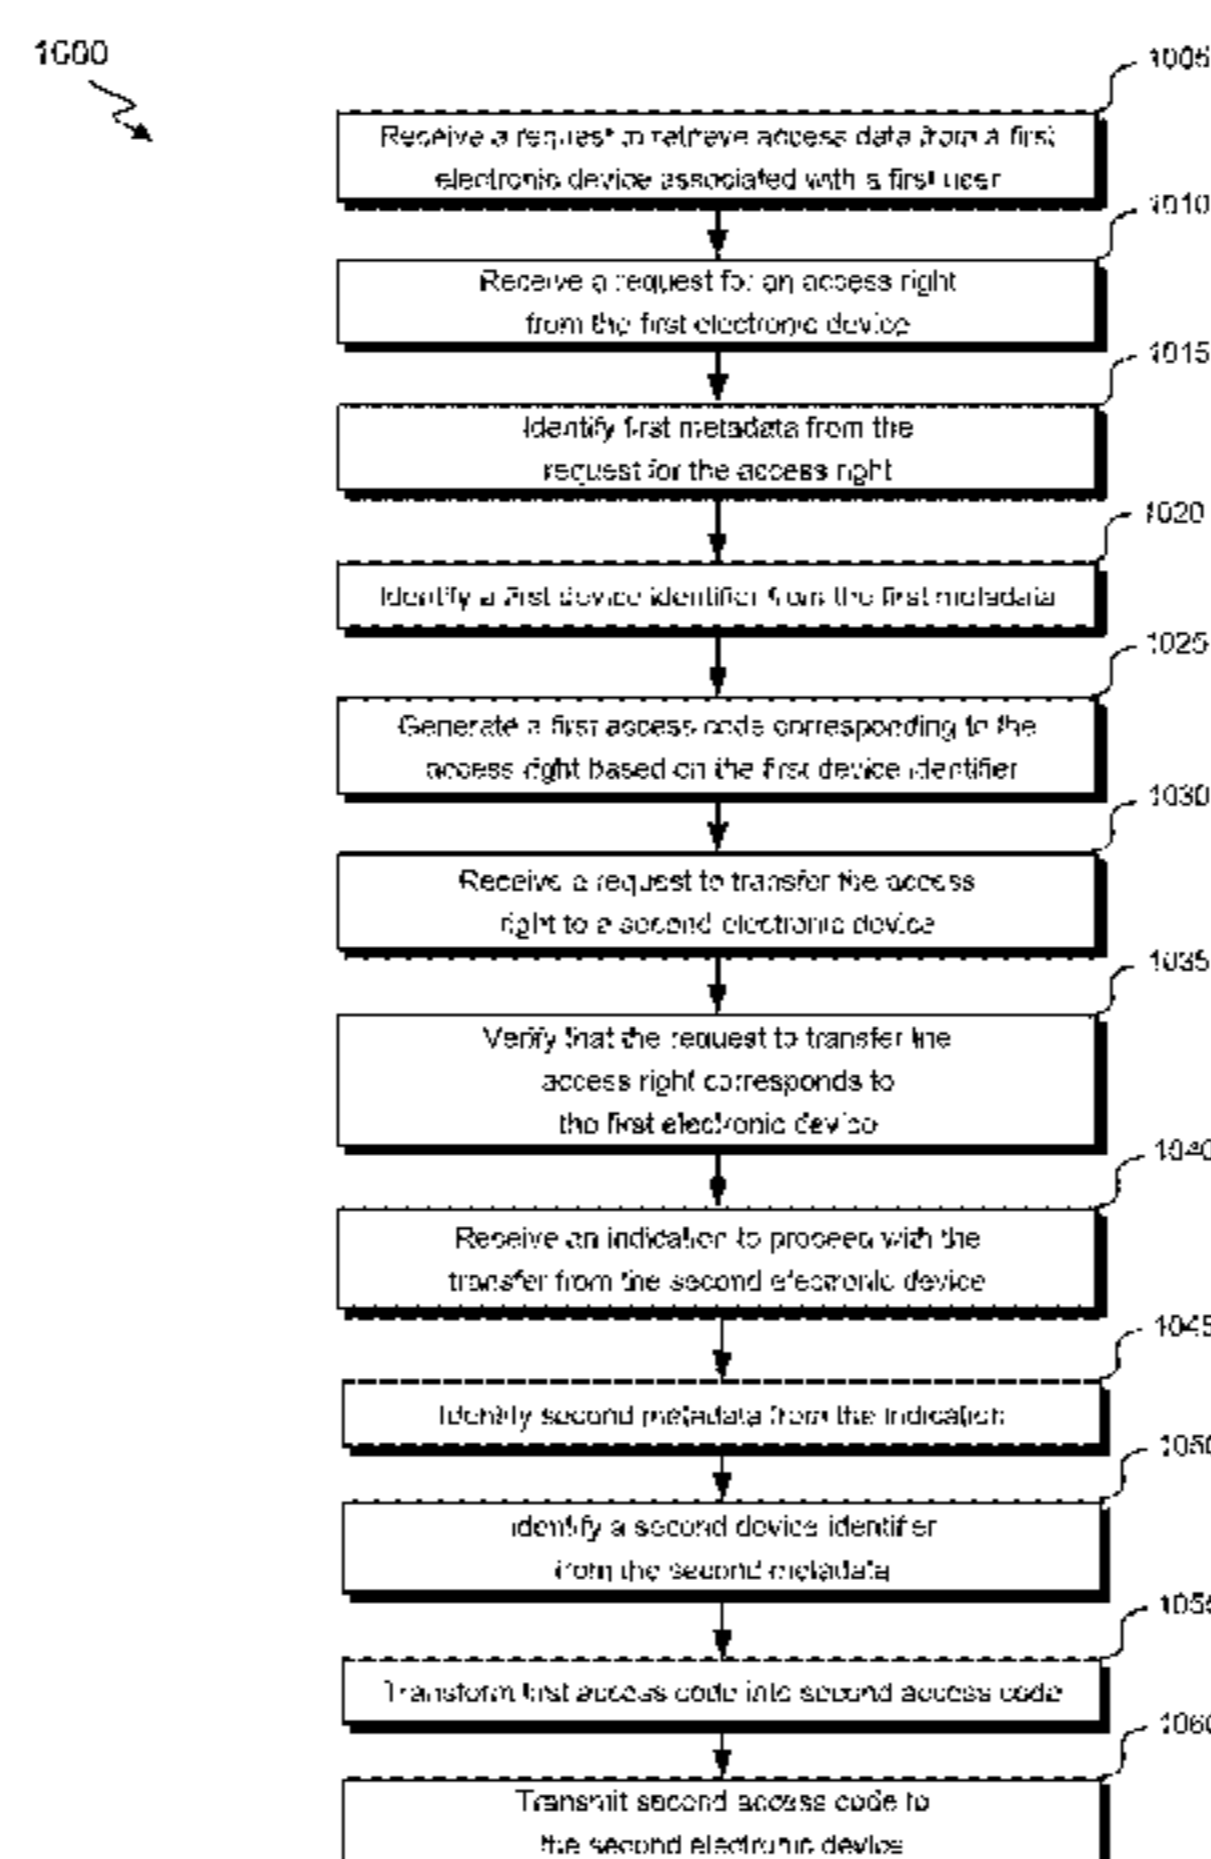 1000
1005
Receive a request to retrieve access data from a first
electronic device associated with a first user
1010
Receive a request for an access right
from the first electronic device
1015
Identify first metadata from the
request for the access right
1020
Identify a first device identifier from the first metadata
1025
Generate a first access code corresponding to the
access right based on the first device identifier
1030
Receive a request to transfer the access
right to a second electronic device
1035
Verify that the request to transfer the
access right corresponds to
the first electronic device
1040
Receive an indication to proceed with the
transfer from the second electronic device
1045
Identify second metadata from the indication
1050
Identify a second device identifier
from the second metadata
1055
Transform first access code into second access code
1060
Transmit second access code to
the second electronic device